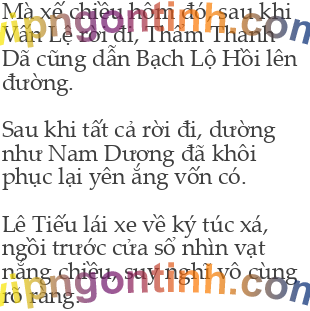 Mà xế chiều hôm đó, sau khi
Vân Lệ rời đi, Thẩm Thanh
Dã cũng dẫn Bạch Lộ Hồi lên
đường.
Sau khi tất cả rời đi, dường
như Nam Dương đã khôi
phục lại yên ắng vốn có.
Lê Tiếu lái xe về ký túc xá,
ngồi trước cửa sổ nhìn vạt
nắng chiều, suy nghĩ vô cùng
rõ ràng.
vipngontinh.com
vipngontinh.com